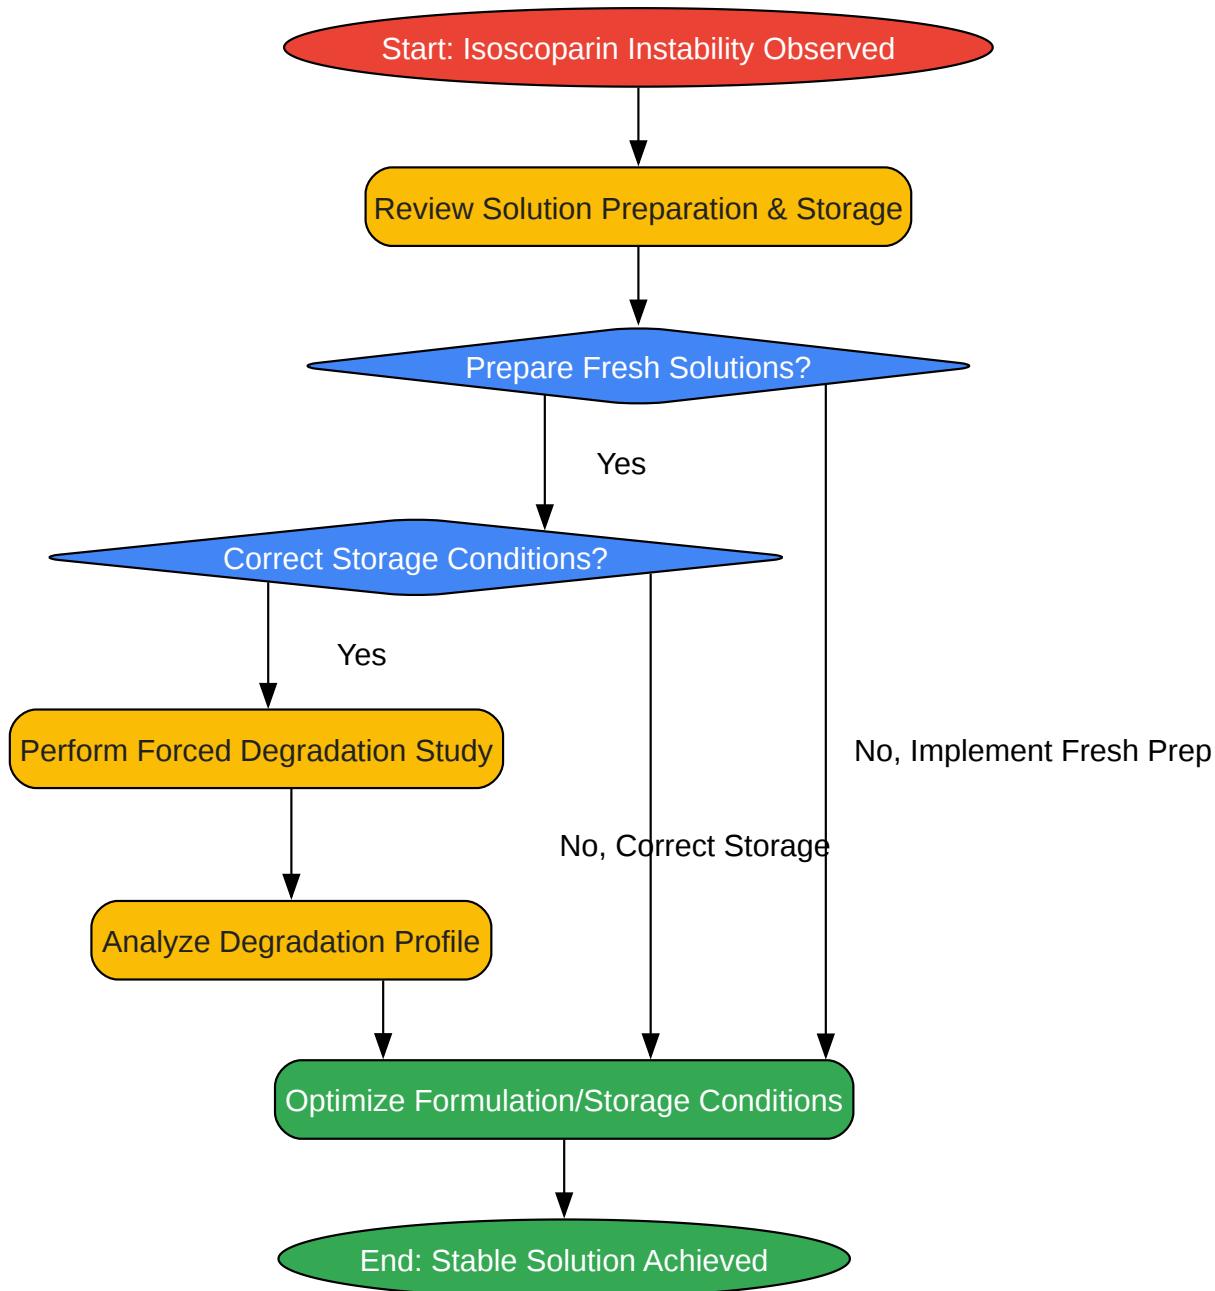 Start: Isoscoparin Instability Observed
Review Solution Preparation & Storage
Prepare Fresh Solutions?
Yes
Correct Storage Conditions?
Yes
Perform Forced Degradation Study
No, Implement Fresh Prep
No, Correct Storage
Analyze Degradation Profile
Optimize Formulation/Storage Conditions
End: Stable Solution Achieved